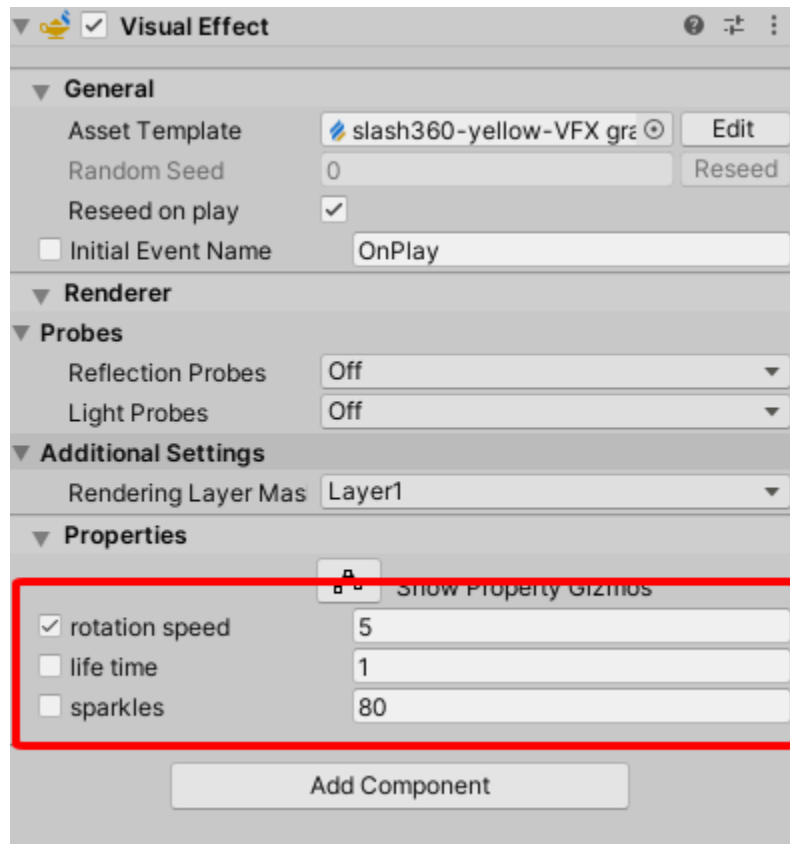 Visual Effect
General
Asset Template slash360-yellow-VFX gra Edit
Random Seed 0 Reseed
Reseed on play
Initial Event Name OnPlay
Renderer
Probes
Reflection Probes Off
Light Probes Off
Additional Settings
Rendering Layer Mas Layer1
Properties
Show Property Gizmos
rotation speed 5
life time 1
sparkles 80
Add Component